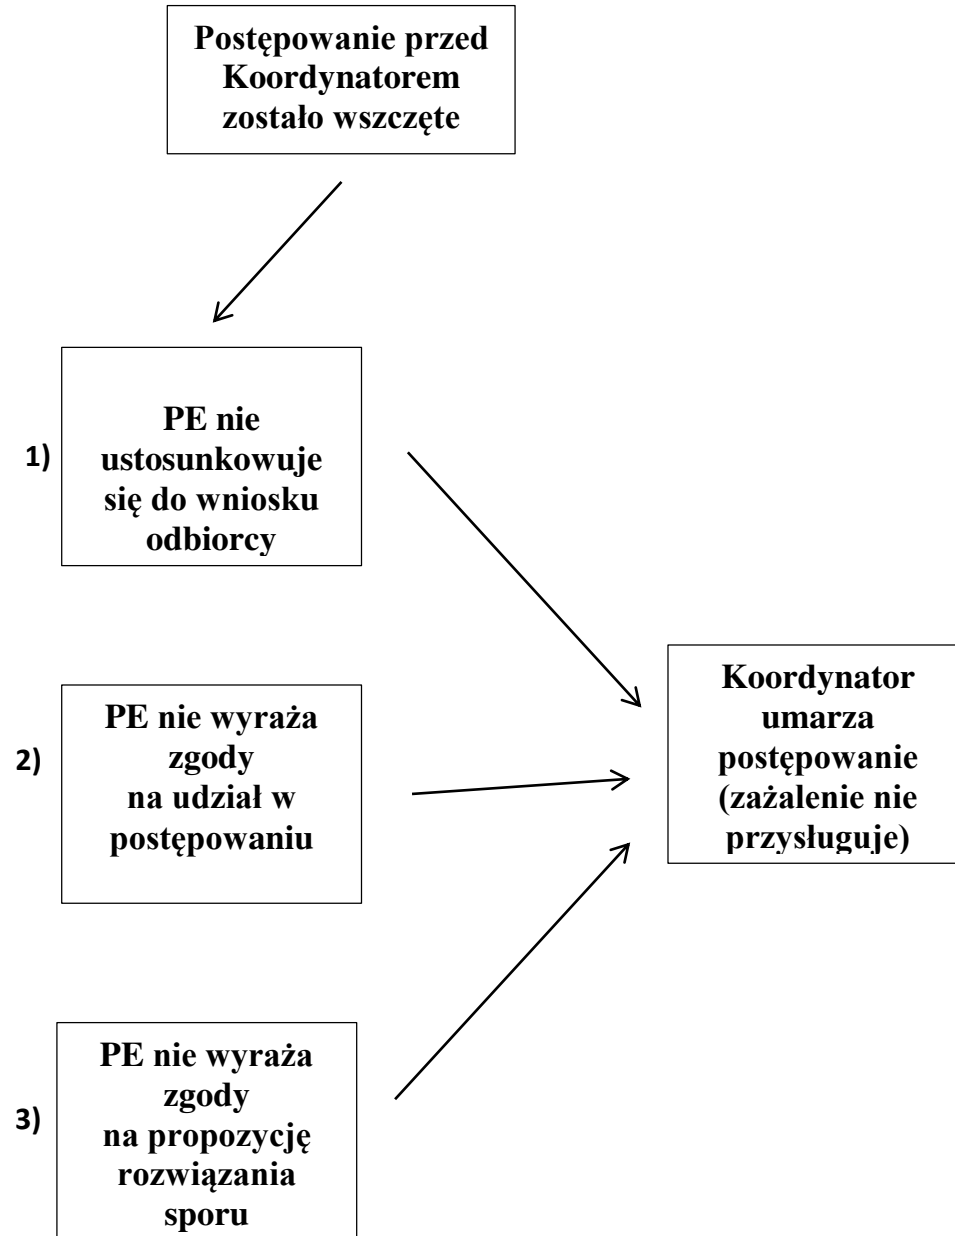 Postępowanie przed
Koordynatorem
zostało wszczęte
1)
PE nie
ustosunkowuje
się do wniosku
odbiorcy
2)
PE nie wyraża
zgody
na udział w
postępowaniu
Koordynator
umarza
postępowanie
(zażalenie nie
przysługuje)
3)
PE nie wyraża
zgody
na propozycję
rozwiązania
sporu